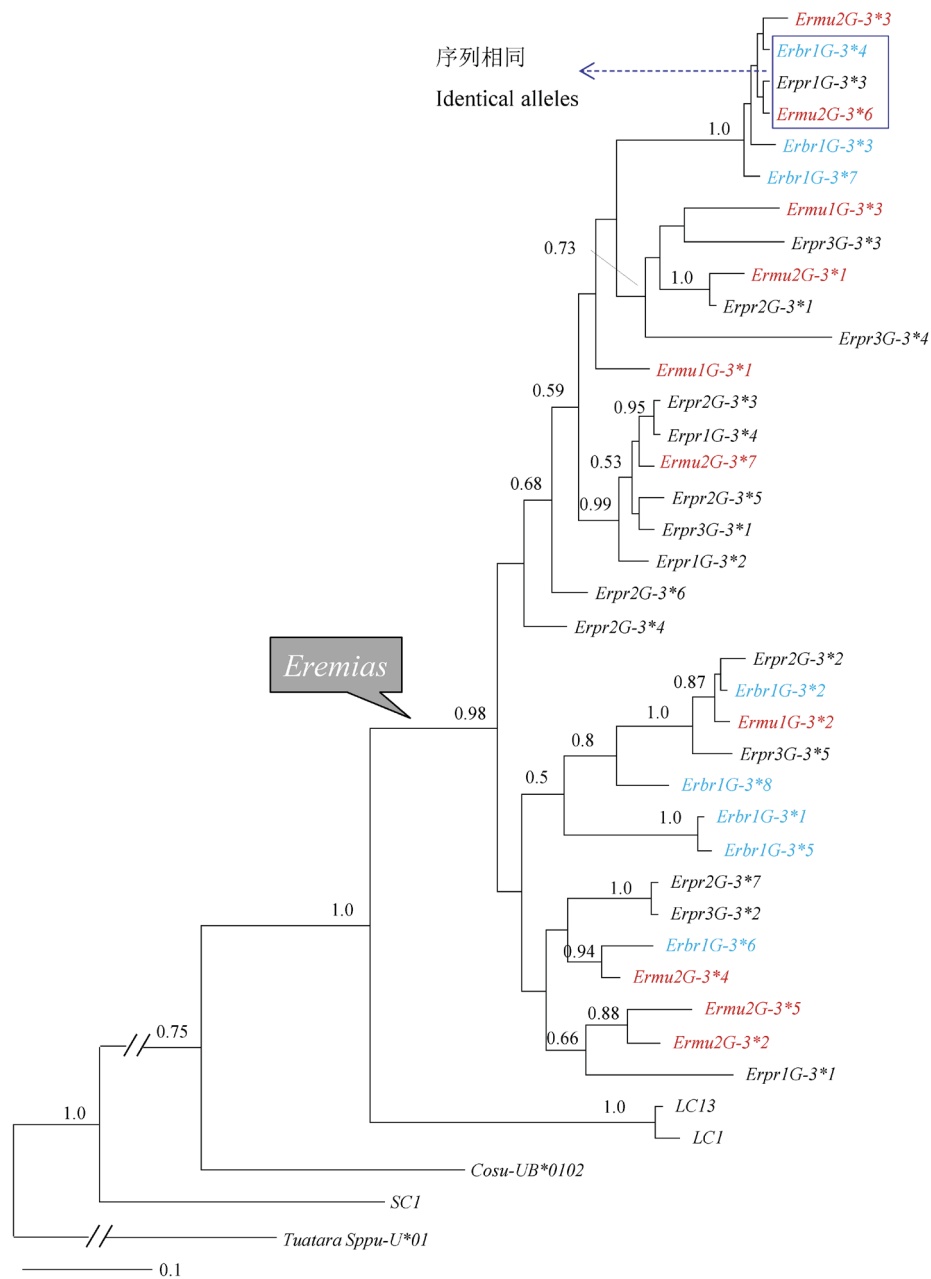 Ermu2G-3*3
序列相同
Erbr1G-3*4
Erpr1G-3*3
Identical alleles
Ermu2G-3*6
1.0
Erbr1G-3*3
Erbr1G-3*7
Ermu1G-3*3
0.73
Erpr3G-3*3
1.0
Ermu2G-3*1
Erpr2G-3*1
Erpr3G-3*4
Ermu1G-3*1
0.59
0.95
Erpr2G-3*3
Erpr1G-3*4
0.53
Ermu2G-3*7
0.68
0.99
Erpr2G-3*5
Erpr3G-3*1
Erpr1G-3*2
Erpr2G-3*6
Erpr2G-3*4
Eremias
Erpr2G-3*2
0.87
Erbr1G-3*2
0.98
1.0
Ermu1G-3*2
0.8
Erpr3G-3*5
0.5
Erbr1G-3*8
1.0
Erbr1G-3*1
Erbr1G-3*5
1.0
Erpr2G-3*7
1.0
Erpr3G-3*2
0.94
Erbr1G-3*6
Ermu2G-3*4
0.88
Ermu2G-3*5
0.75
0.66
Ermu2G-3*2
Erpr1G-3*1
1.0
1.0
LC13
LC1
Cosu-UB*0102
SC1
Tuatara Sppu-U*01
0.1